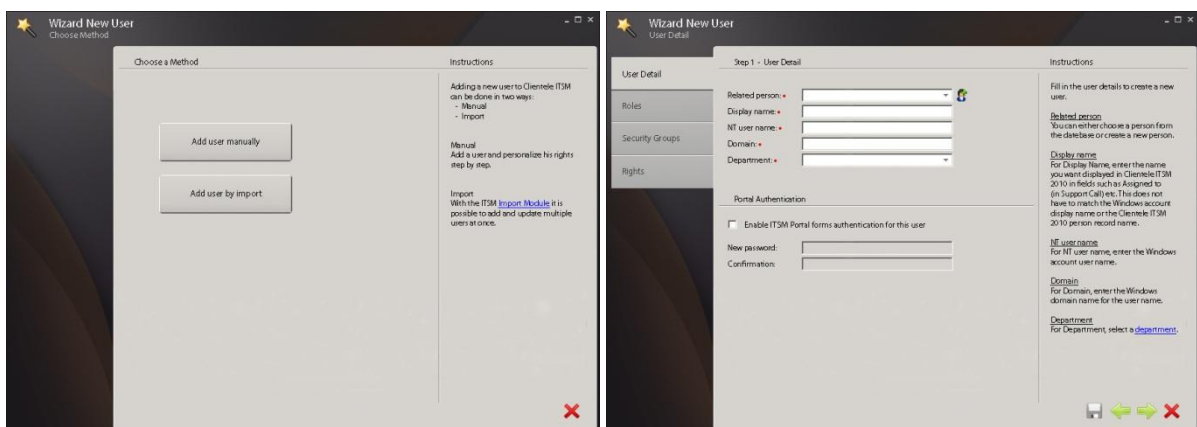 Wizard New User
Choose Method
Choose a Method
Add user manually
Add user by import
Instructions
Adding a new user to Clientele ITSM
can be done in two ways:
- Manual
- Import
Manual
Add a user and personalize his rights
step by step.
Import
With the ITSM Import Module it is
possible to add and update multiple
users at once.
Wizard New User
User Detail
User Detail
Roles
Security Groups
Rights
Step 1 - User Detail
Related person:
Display name:
NT user name:
Domain:
Department:
Portal Authentication
Enable ITSM Portal forms authentication for this user
New password:
Confirmation:
Instructions
Fill in the user details to create a new
user.
Related person
You can either choose a person from
the datebase or create a new person.
Display name
For Display Name, enter the name
you want displayed in Clientele ITSM
2010 in fields such as Assigned to
(in Support Call) etc. This does not
have to match the Windows account
display name or the Clientele ITSM
2010 person record name.
NT user name
For NT user name, enter the Windows
account user name.
Domain
For Domain, enter the Windows
domain name for the user name.
Department
For Department, select a department.